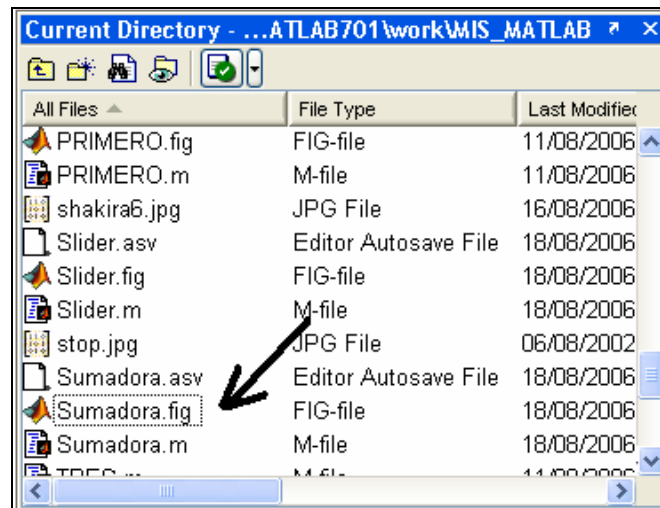 Current Directory - ...ATLAB701\work\MIS_MATLAB
All Files File Type Last Modified
PRIMERO.fig FIG-file 11/08/2006
PRIMERO.m M-file 11/08/2006
shakira6.jpg JPG File 16/08/2006
Slider.asv Editor Autosave File 18/08/2006
Slider.fig FIG-file 18/08/2006
Slider.m M-file 18/08/2006
stop.jpg JPG File 06/08/2002
Sumadora.asv Editor Autosave File 18/08/2006
Sumadora.fig FIG-file 18/08/2006
Sumadora.m M-file 18/08/2006